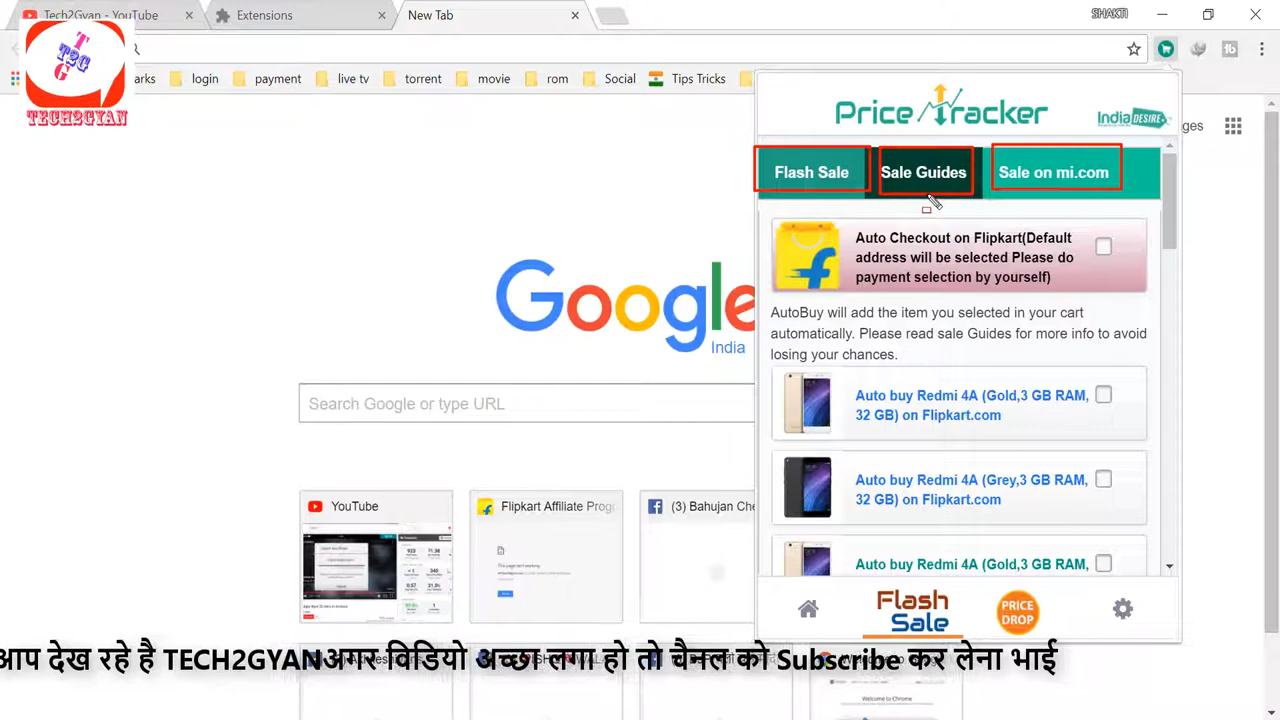 Tech2Gyan - YouTube
Extensions
New Tab
SHAKTI
T
T2G
G
TECH2GYAN
login
payment
live tv
torrent
movie
rom
Social
Tips Tricks
Price Tracker
IndiaDESIRE
Flash Sale
Sale Guides
Sale on mi.com
Auto Checkout on Flipkart(Default
address will be selected Please do
payment selection by yourself)
AutoBuy will add the item you selected in your cart
automatically. Please read sale Guides for more info to avoid
losing your chances.
Auto buy Redmi 4A (Gold,3 GB RAM,
32 GB) on Flipkart.com
Auto buy Redmi 4A (Grey,3 GB RAM,
32 GB) on Flipkart.com
Auto buy Redmi 4A (Gold,3 GB RAM,
Google
India
Search Google or type URL
YouTube
Flipkart Affiliate Prog
(3) Bahujan Che
Flash
Sale
PRICE
DROP
आप देख रहे है TECH2GYANअगर विडियो अच्छा लगा हो तो चैनल को Subscribe कर लेना भाई
Welcome to Chrome